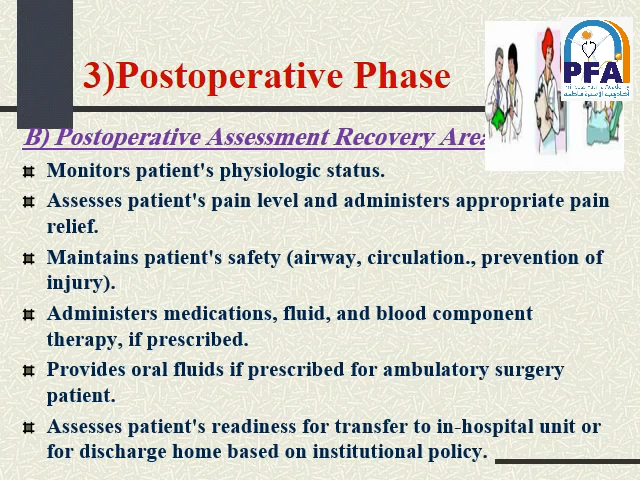 PFA
3)Postoperative Phase
B) Postoperative Assessment Recovery Area
Monitors patient's physiologic status.
Assesses patient's pain level and administers appropriate pain
relief.
Maintains patient's safety (airway, circulation., prevention of
injury).
Administers medications, fluid, and blood component
therapy, if prescribed.
Provides oral fluids if prescribed for ambulatory surgery
patient.
Assesses patient's readiness for transfer to in-hospital unit or
for discharge home based on institutional policy.